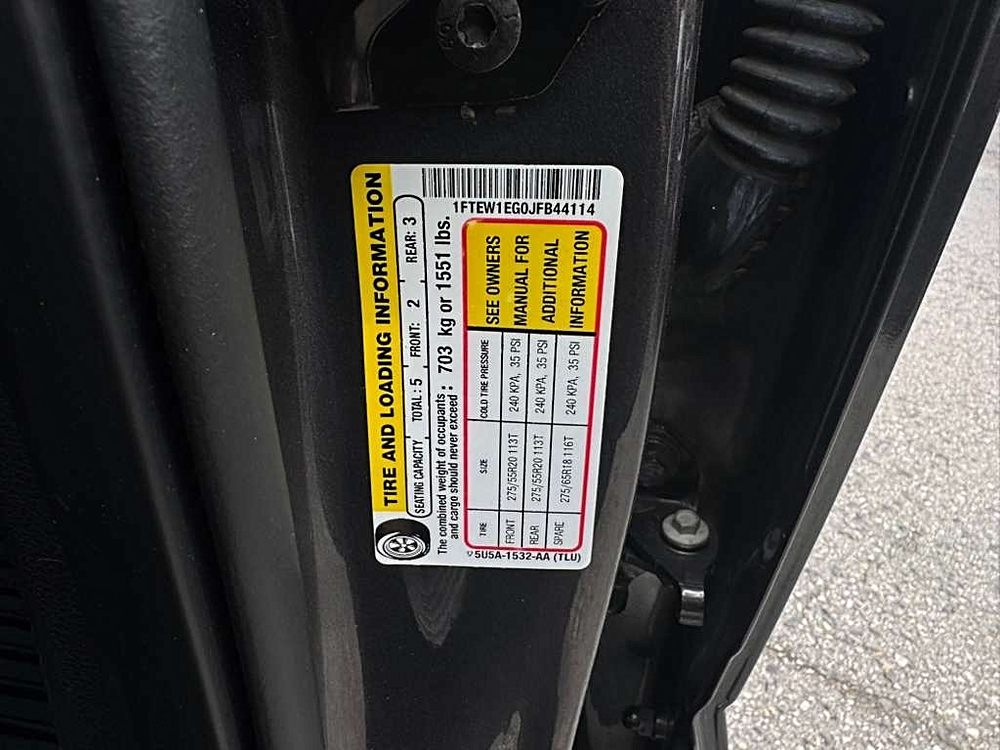 1FTEW1EG0JFB44114
TIRE AND LOADING INFORMATION
SEATING CAPACITY TOTAL : 5 FRONT: 2 REAR: 3
The combined weight of occupants
and cargo should never exceed : 703 kg or 1551 lbs.
TIRE SIZE COLD TIRE PRESSURE
FRONT 275/55R20 113T 240 KPA, 35 PSI
REAR 275/55R20 113T 240 KPA, 35 PSI
SPARE 275/65R18 116T 240 KPA, 35 PSI
SEE OWNERS
MANUAL FOR
ADDITIONAL
INFORMATION
5U5A-1532-AA (TLU)